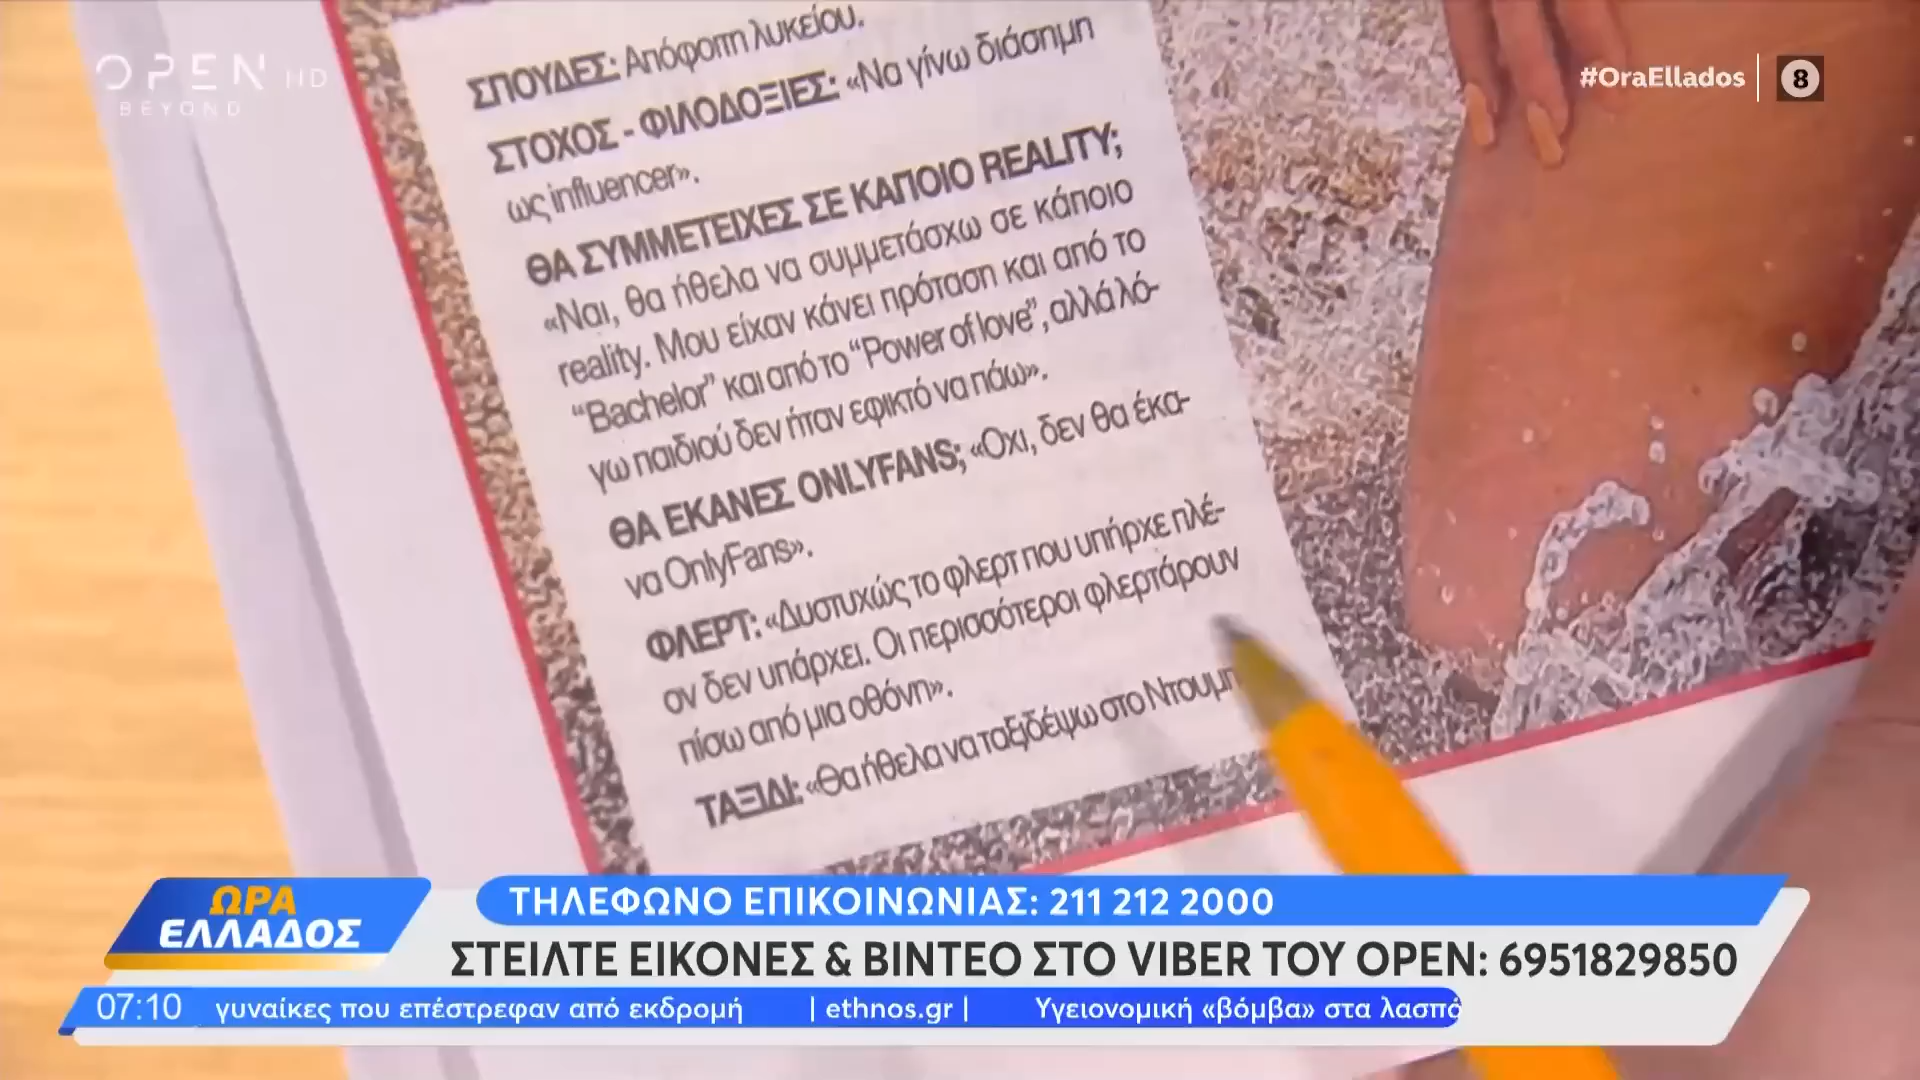 OPEN HD
BEYOND
#OraEllados
8
ΣΠΟΥΔΕΣ: Απόφοιτη λυκείου.
ΣΤΟΧΟΣ - ΦΙΛΟΔΟΞΙΕΣ: «Να γίνω διάσημη
ως influencer».
ΘΑ ΣΥΜΜΕΤΕΙΧΕΣ ΣΕ ΚΑΠΟΙΟ REALITY;
«Ναι, θα ήθελα να συμμετάσχω σε κάποιο
reality. Μου είχαν κάνει πρόταση και από το
“Bachelor” και από το “Power of love”, αλλά λό-
γω παιδιού δεν ήταν εφικτό να πάω».
ΘΑ ΕΚΑΝΕΣ ONLYFANS; «Οχι, δεν θα έκα-
να OnlyFans».
ΦΛΕΡΤ: «Δυστυχώς το φλερτ που υπήρχε πλέ-
ον δεν υπάρχει. Οι περισσότεροι φλερτάρουν
πίσω από μια οθόνη».
ΤΑΞΙΔΙ: «Θα ήθελα να ταξιδέψω στο
ΩΡΑ
ΕΛΛΑΔΟΣ
ΤΗΛΕΦΩΝΟ ΕΠΙΚΟΙΝΩΝΙΑΣ: 211 212 2000
ΣΤΕΙΛΤΕ ΕΙΚΟΝΕΣ & ΒΙΝΤΕΟ ΣΤΟ VIBER ΤΟΥ OPEN: 6951829850
07:10 γυναίκες που επέστρεφαν από εκδρομή | ethnos.gr | Υγειονομική «βόμβα» στα λασπό